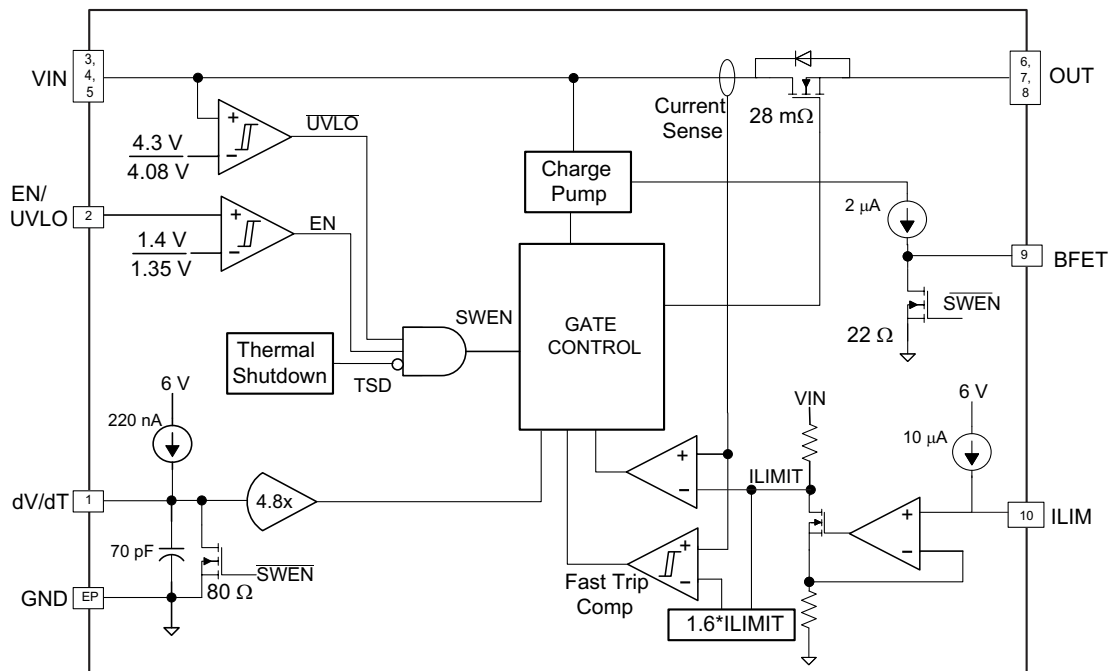 VIN
3,
4,
5
6,
7,
8
OUT
Current
Sense
28 mΩ
+
−
UVLO
4.3 V
4.08 V
Charge
Pump
EN/
UVLO
2
+
−
EN
1.4 V
1.35 V
2 µA
9
BFET
SWEN
22 Ω
SWEN
GATE
CONTROL
Thermal
Shutdown
TSD
6 V
220 nA
VIN
6 V
10 µA
dV/dT
1
4.8x
+
−
ILIMIT
+
−
10
ILIM
70 pF
SWEN
80 Ω
GND
EP
+
−
Fast Trip
Comp
1.6*ILIMIT